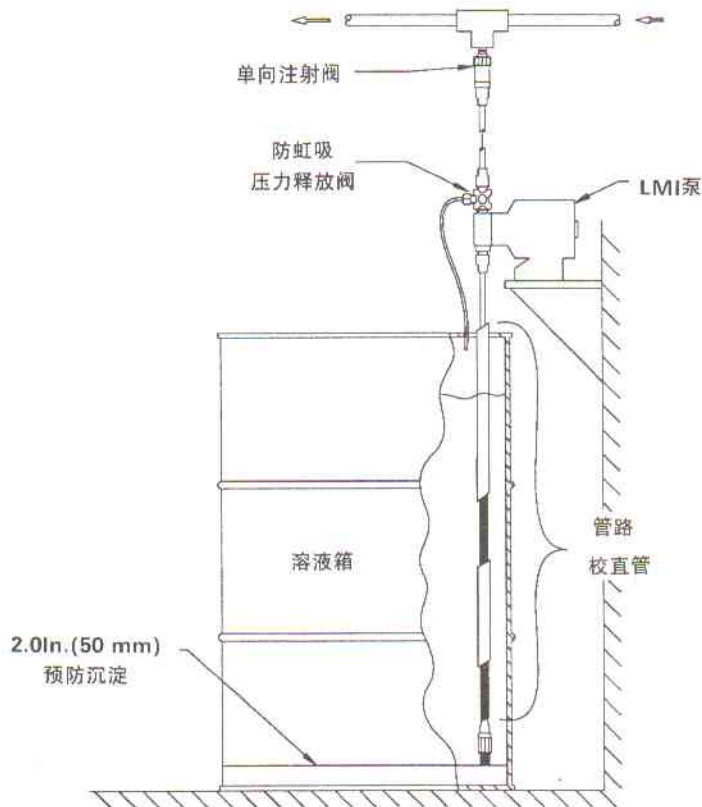 单向注射阀
防虹吸
压力释放阀
LMI泵
管路
校直管
溶液箱
2.0In.(50 mm)
预防沉淀